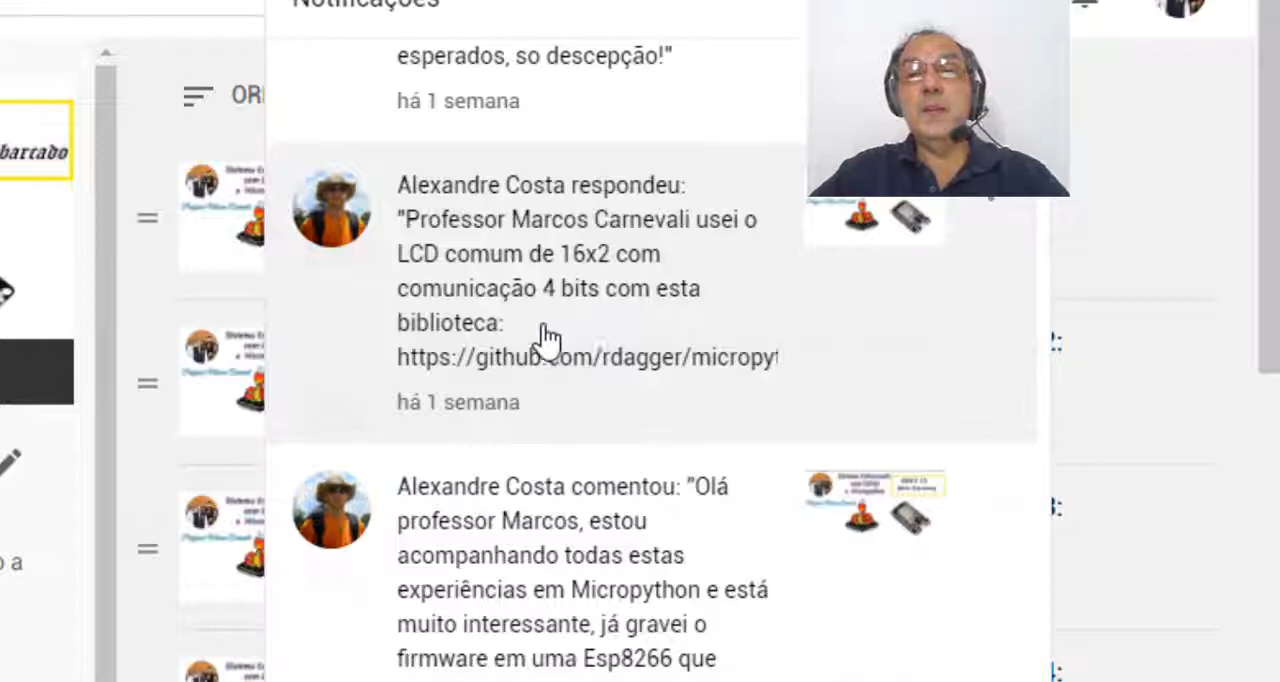 Notificações
esperados, so descepção!"
há 1 semana
ORI
barcado
Alexandre Costa respondeu:
"Professor Marcos Carnevali usei o
LCD comum de 16x2 com
comunicação 4 bits com esta
biblioteca:
https://github.com/rdagger/micropyt
há 1 semana
Alexandre Costa comentou: "Olá
professor Marcos, estou
acompanhando todas estas
experiências em Micropython e está
muito interessante, já gravei o
firmware em uma Esp8266 que
o a